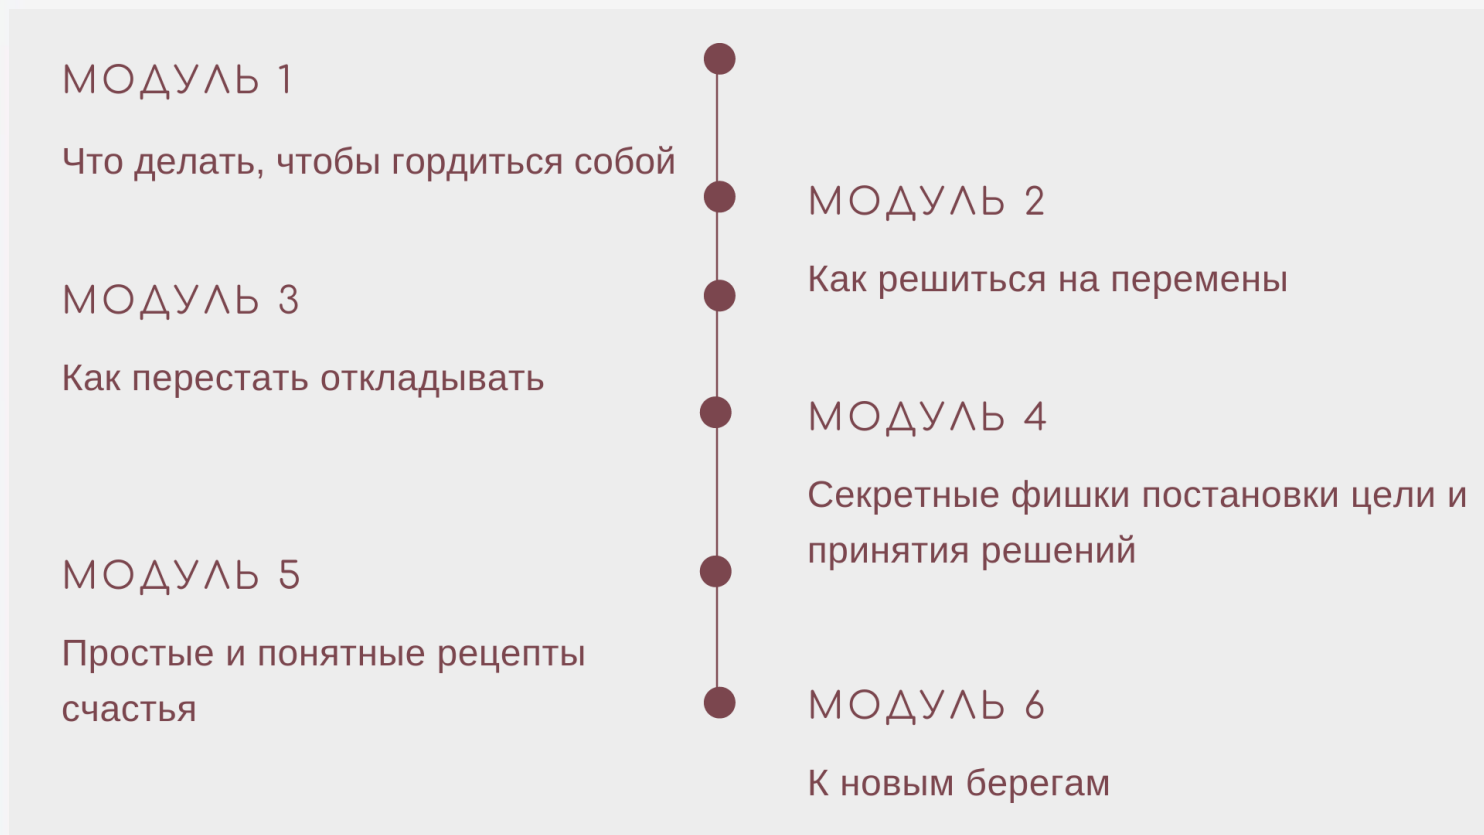 МОДУЛЬ 1
Что делать, чтобы гордиться собой
МОДУЛЬ 2
Как решиться на перемены
МОДУЛЬ 3
Как перестать откладывать
МОДУЛЬ 4
Секретные фишки постановки цели и
принятия решений
МОДУЛЬ 5
Простые и понятные рецепты
счастья
МОДУЛЬ 6
К новым берегам